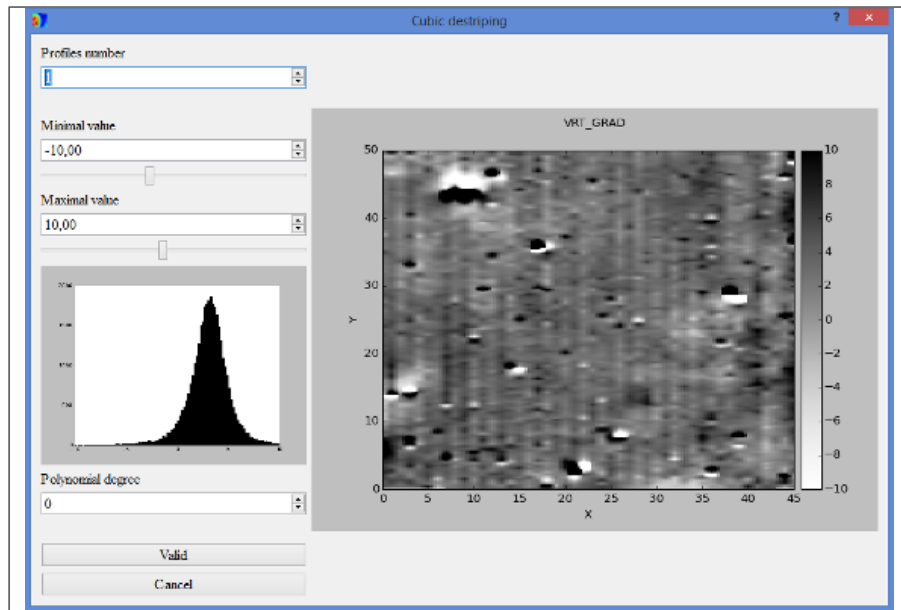 Cubic destriping
?
x
Profiles number
1
Minimal value
-10,00
Maximal value
10,00
Polynomial degree
0
Valid
Cancel
VRT_GRAD
50
40
30
20
10
0
Y
0 5 10 15 20 25 30 35 40 45
X
10
8
6
4
2
0
−2
−4
−6
−8
−10